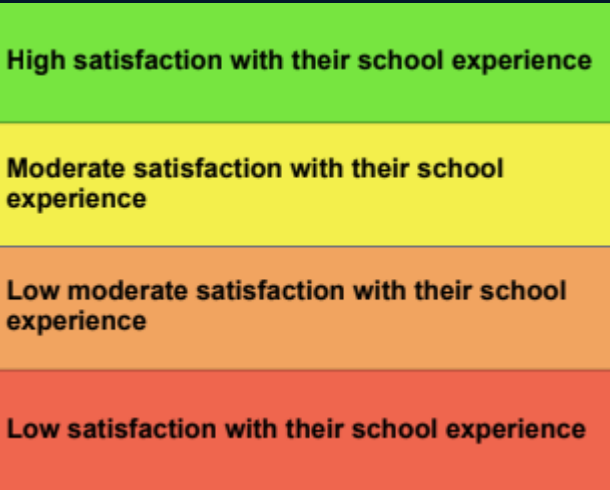 High satisfaction with their school experience
Moderate satisfaction with their school
experience
Low moderate satisfaction with their school
experience
Low satisfaction with their school experience